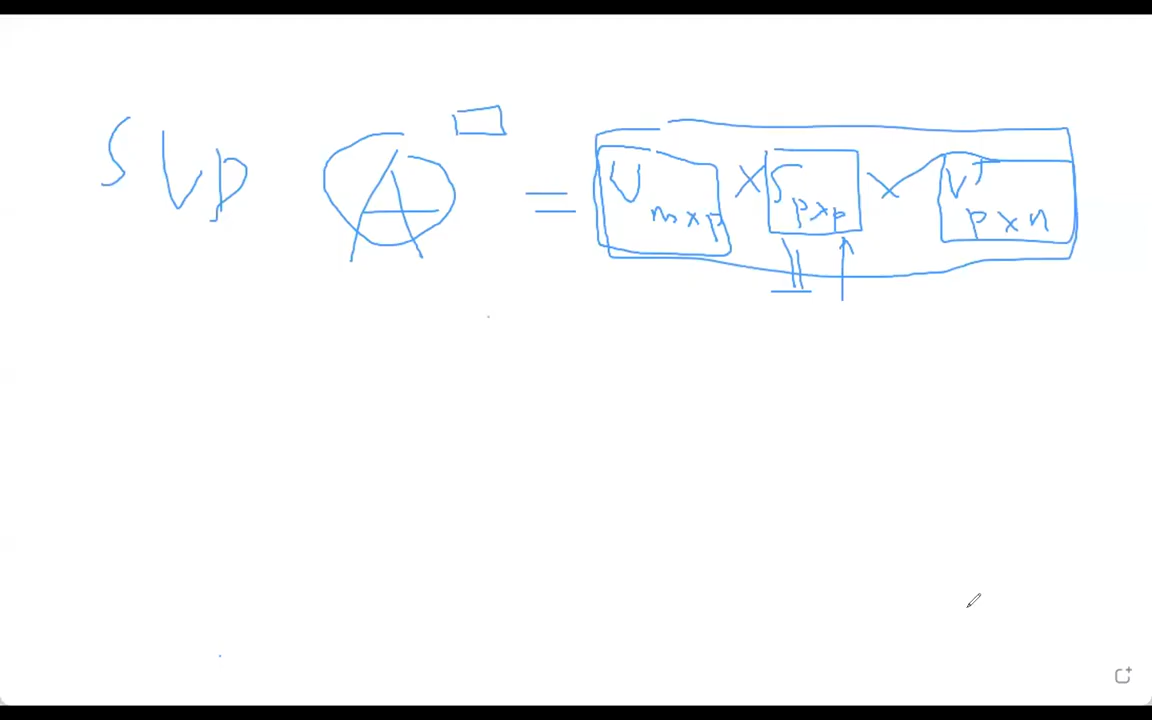 SVD A = U m×p × S p×p × V^T p×n